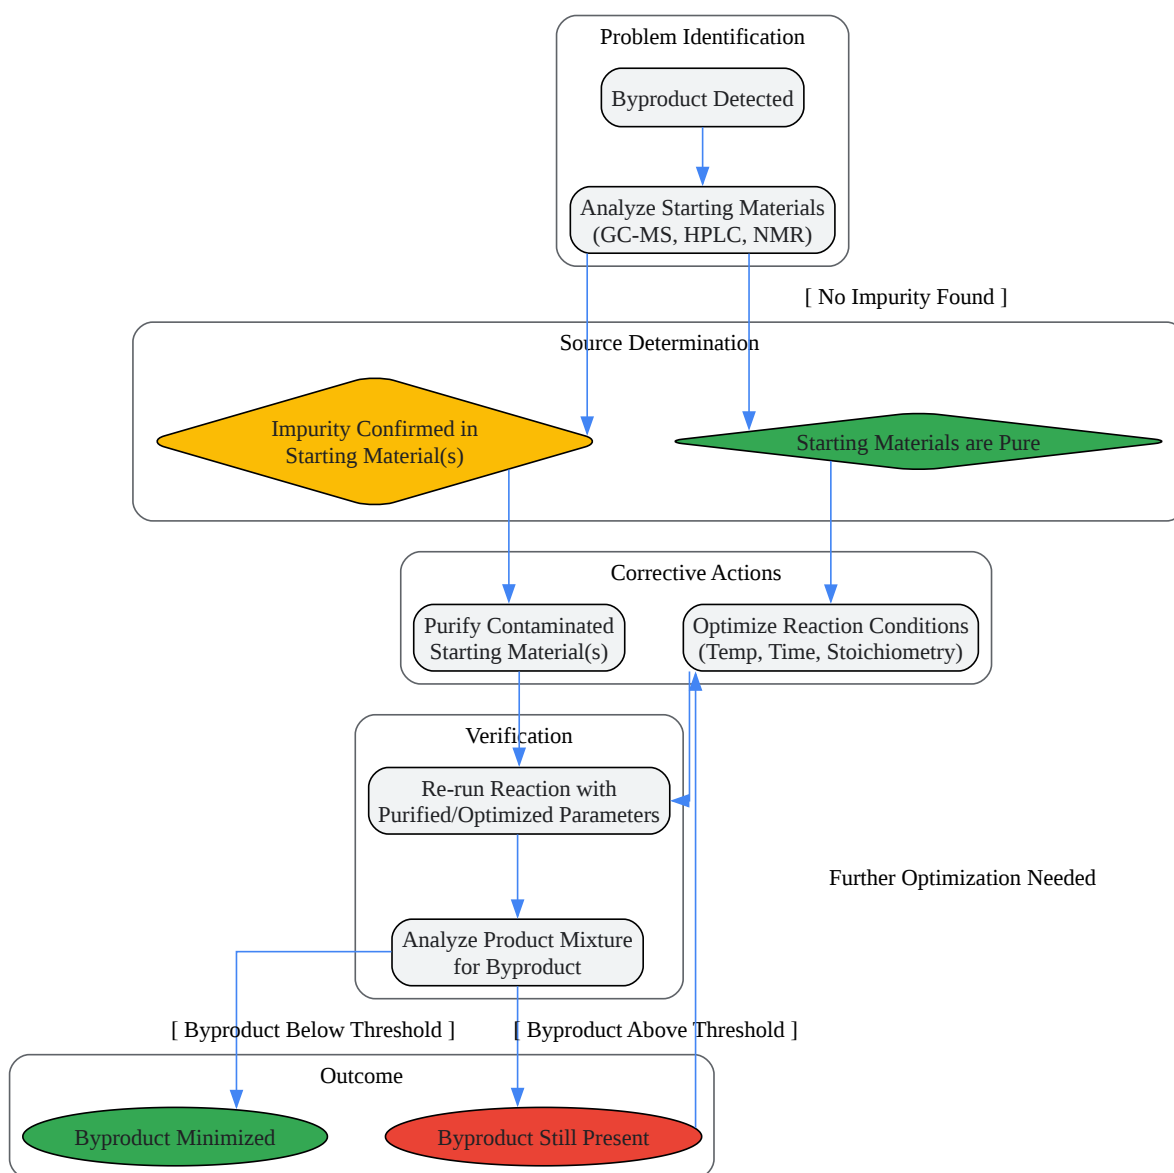 Problem Identification
Byproduct Detected
Analyze Starting Materials
(GC-MS, HPLC, NMR)
[ No Impurity Found ]
Source Determination
Impurity Confirmed in
Starting Material(s)
Starting Materials are Pure
Corrective Actions
Purify Contaminated
Starting Material(s)
Optimize Reaction Conditions
(Temp, Time, Stoichiometry)
Verification
Re-run Reaction with
Purified/Optimized Parameters
Further Optimization Needed
Analyze Product Mixture
for Byproduct
[ Byproduct Below Threshold ]
[ Byproduct Above Threshold ]
Outcome
Byproduct Minimized
Byproduct Still Present